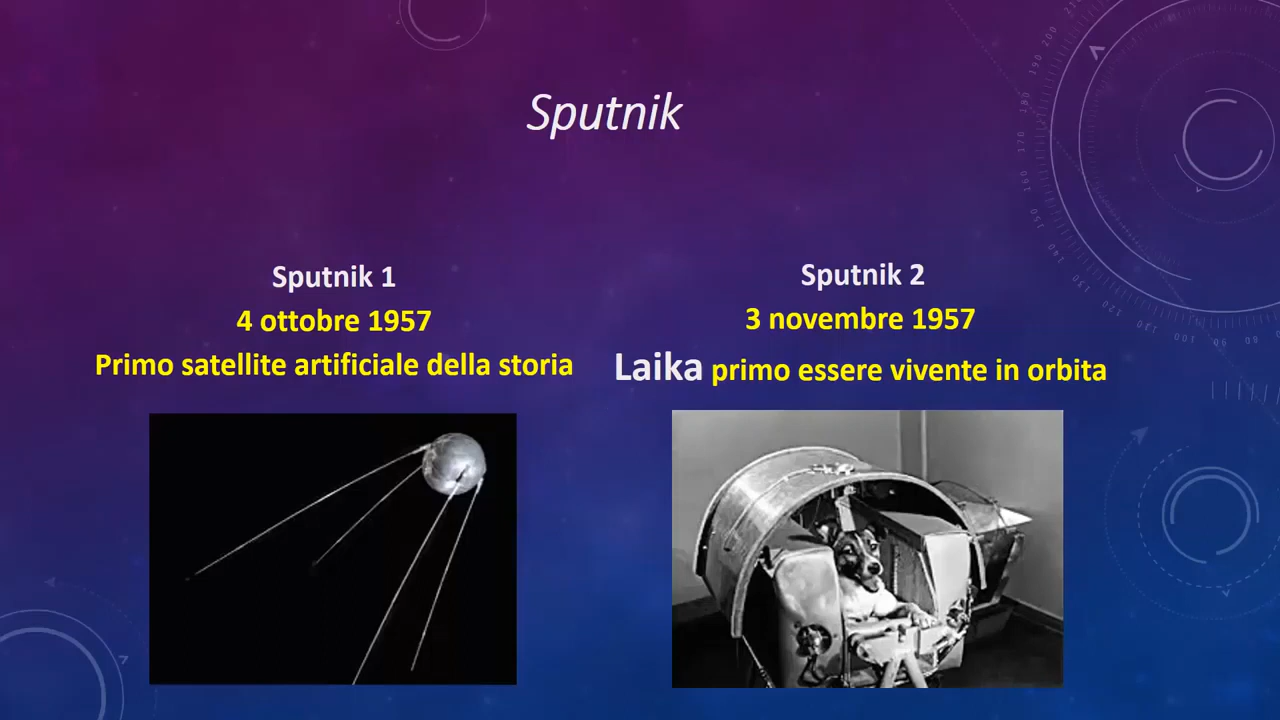 Sputnik
Sputnik 1
4 ottobre 1957
Primo satellite artificiale della storia
Sputnik 2
3 novembre 1957
Laika primo essere vivente in orbita